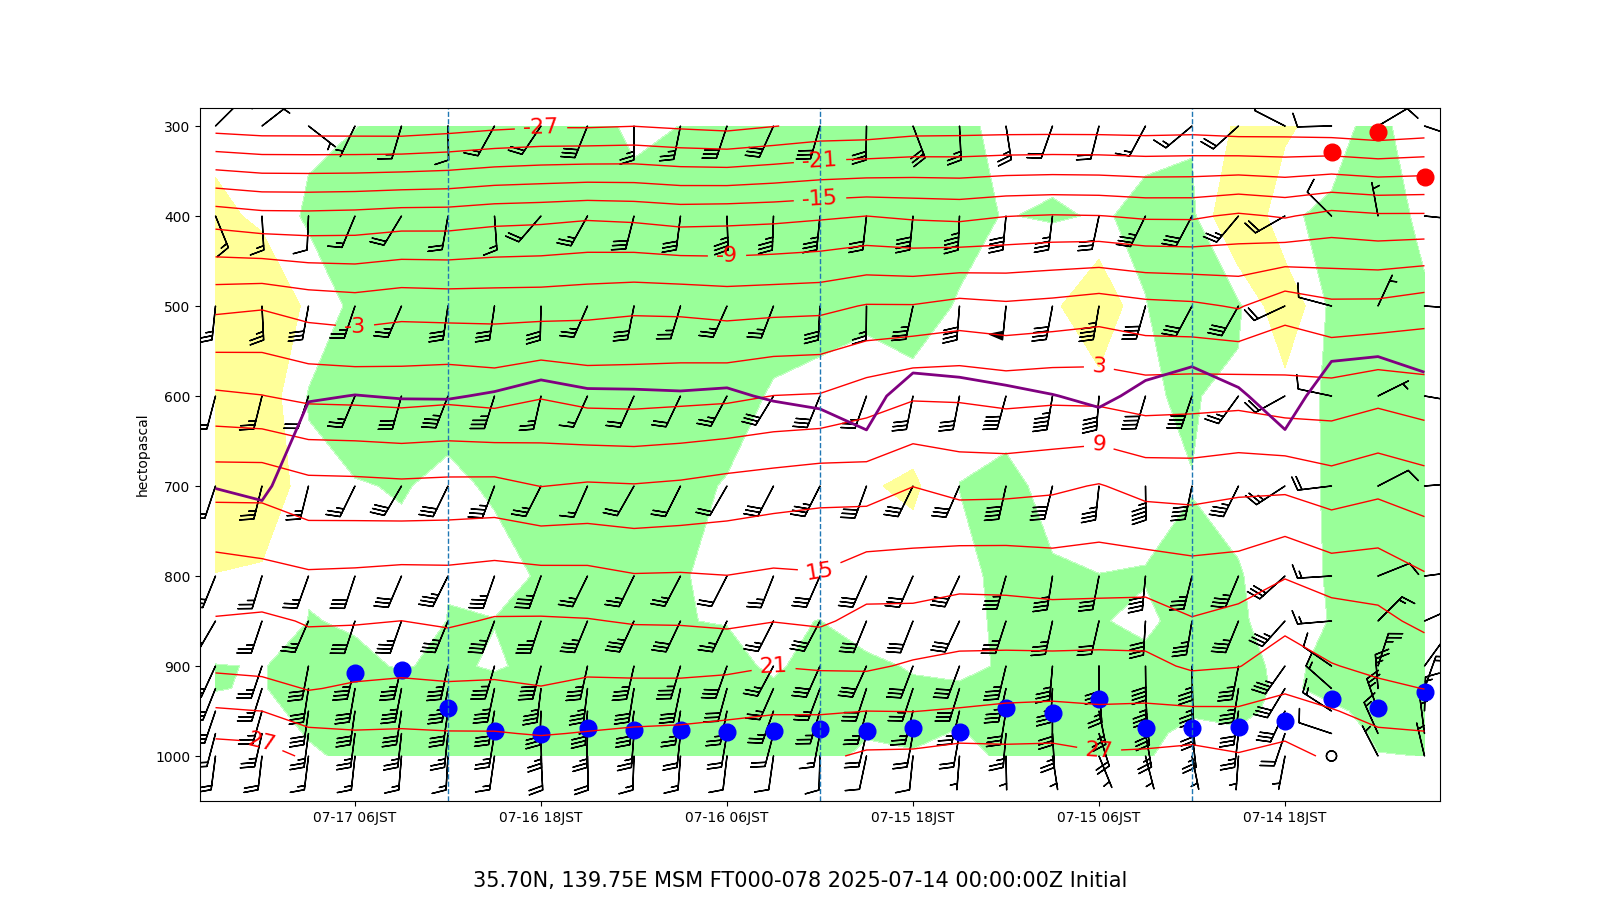 300
400
500
600
700
800
900
1000
hectopascal
-27
-21
-15
-9
-3
3
9
15
21
27
27
07-17 06JST
07-16 18JST
07-16 06JST
07-15 18JST
07-15 06JST
07-14 18JST
35.70N, 139.75E MSM FT000-078 2025-07-14 00:00:00Z Initial